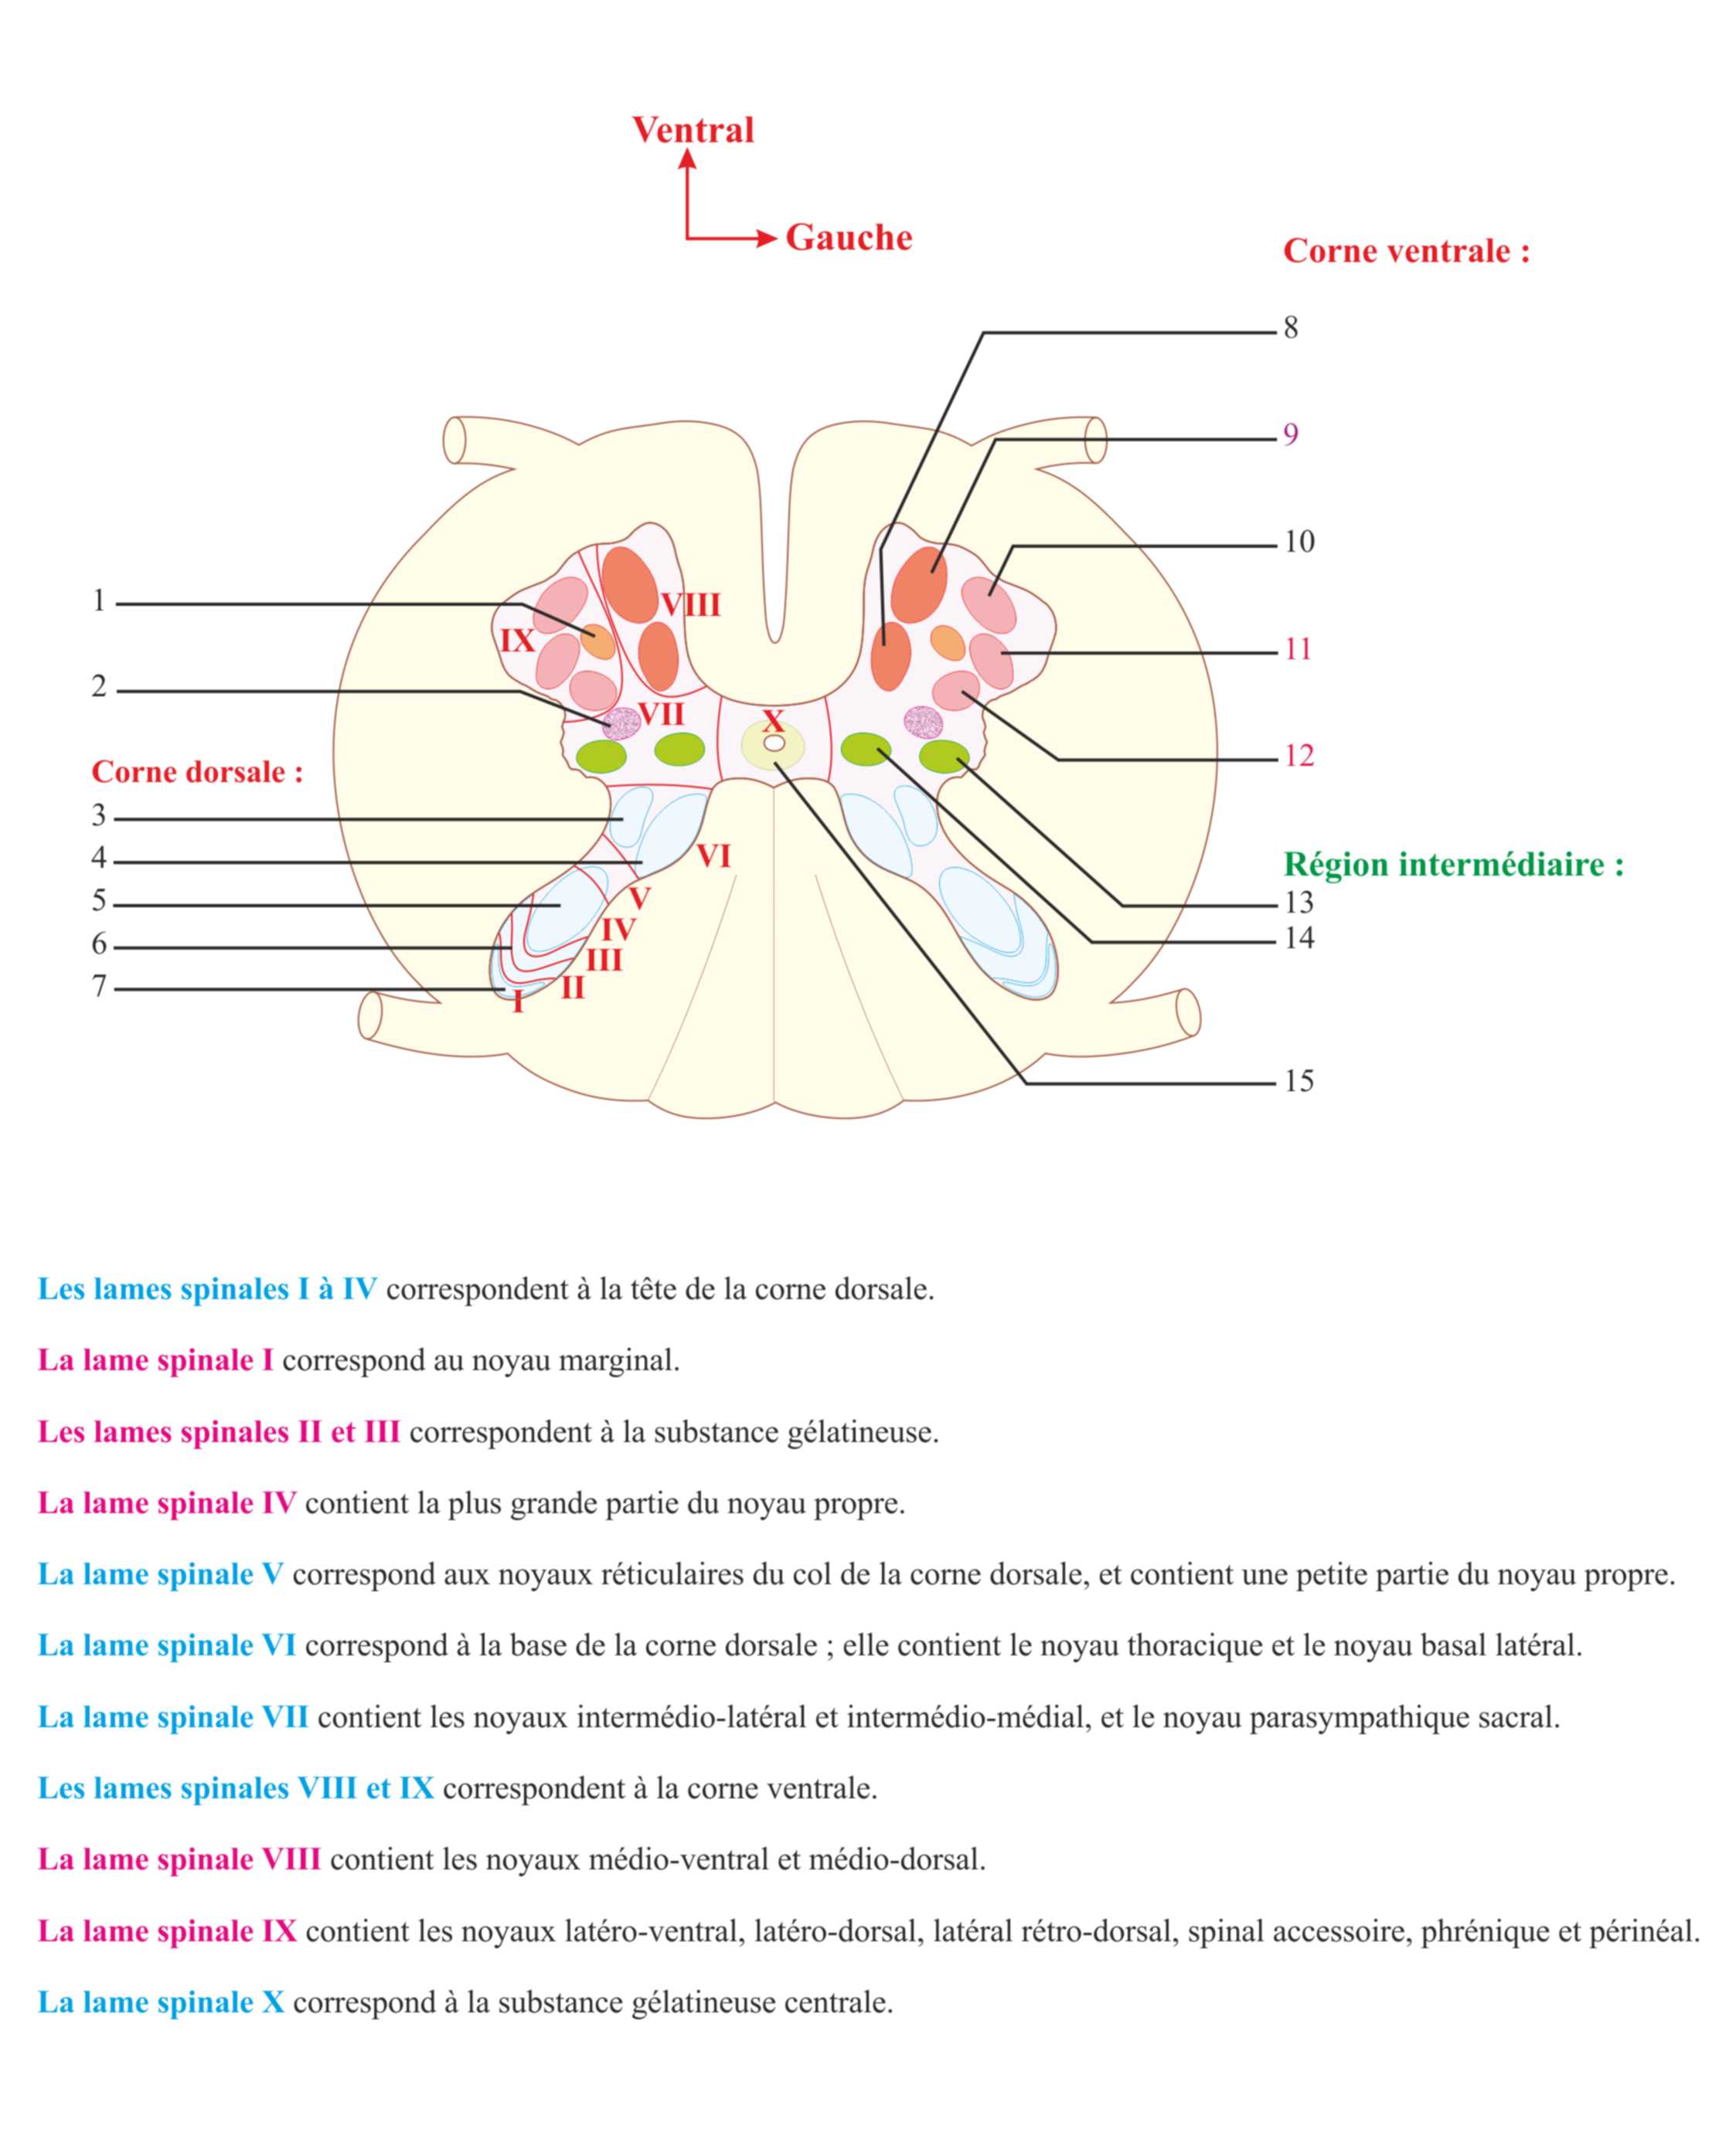 Ventral
Gauche
Corne ventrale :
8
9
10
1
11
IX
VIII
2
VII
X
12
Corne dorsale :
3
4
VI
Région intermédiaire :
5
V
13
6
IV
14
III
7
II
I
15
Les lames spinales I à IV correspondent à la tête de la corne dorsale.
La lame spinale I correspond au noyau marginal.
Les lames spinales II et III correspondent à la substance gélatineuse.
La lame spinale IV contient la plus grande partie du noyau propre.
La lame spinale V correspond aux noyaux réticulaires du col de la corne dorsale, et contient une petite partie du noyau propre.
La lame spinale VI correspond à la base de la corne dorsale ; elle contient le noyau thoracique et le noyau basal latéral.
La lame spinale VII contient les noyaux intermédio-latéral et intermédio-médial, et le noyau parasympathique sacral.
Les lames spinales VIII et IX correspondent à la corne ventrale.
La lame spinale VIII contient les noyaux médio-ventral et médio-dorsal.
La lame spinale IX contient les noyaux latéro-ventral, latéro-dorsal, latéral rétro-dorsal, spinal accessoire, phrénique et périnéal.
La lame spinale X correspond à la substance gélatineuse centrale.